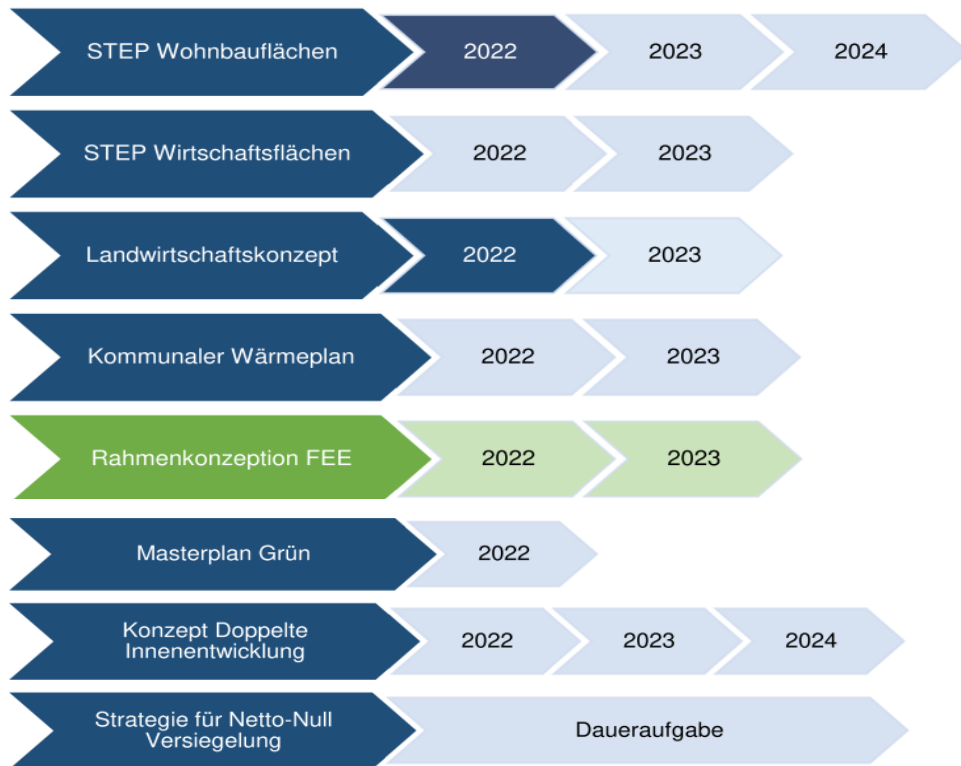 STEP Wohnbauflächen 2022 2023 2024
STEP Wirtschaftsflächen 2022 2023
Landwirtschaftskonzept 2022 2023
Kommunaler Wärmeplan 2022 2023
Rahmenkonzeption FEE 2022 2023
Masterplan Grün 2022
Konzept Doppelte
Innenentwicklung 2022 2023 2024
Strategie für Netto-Null
Versiegelung Daueraufgabe